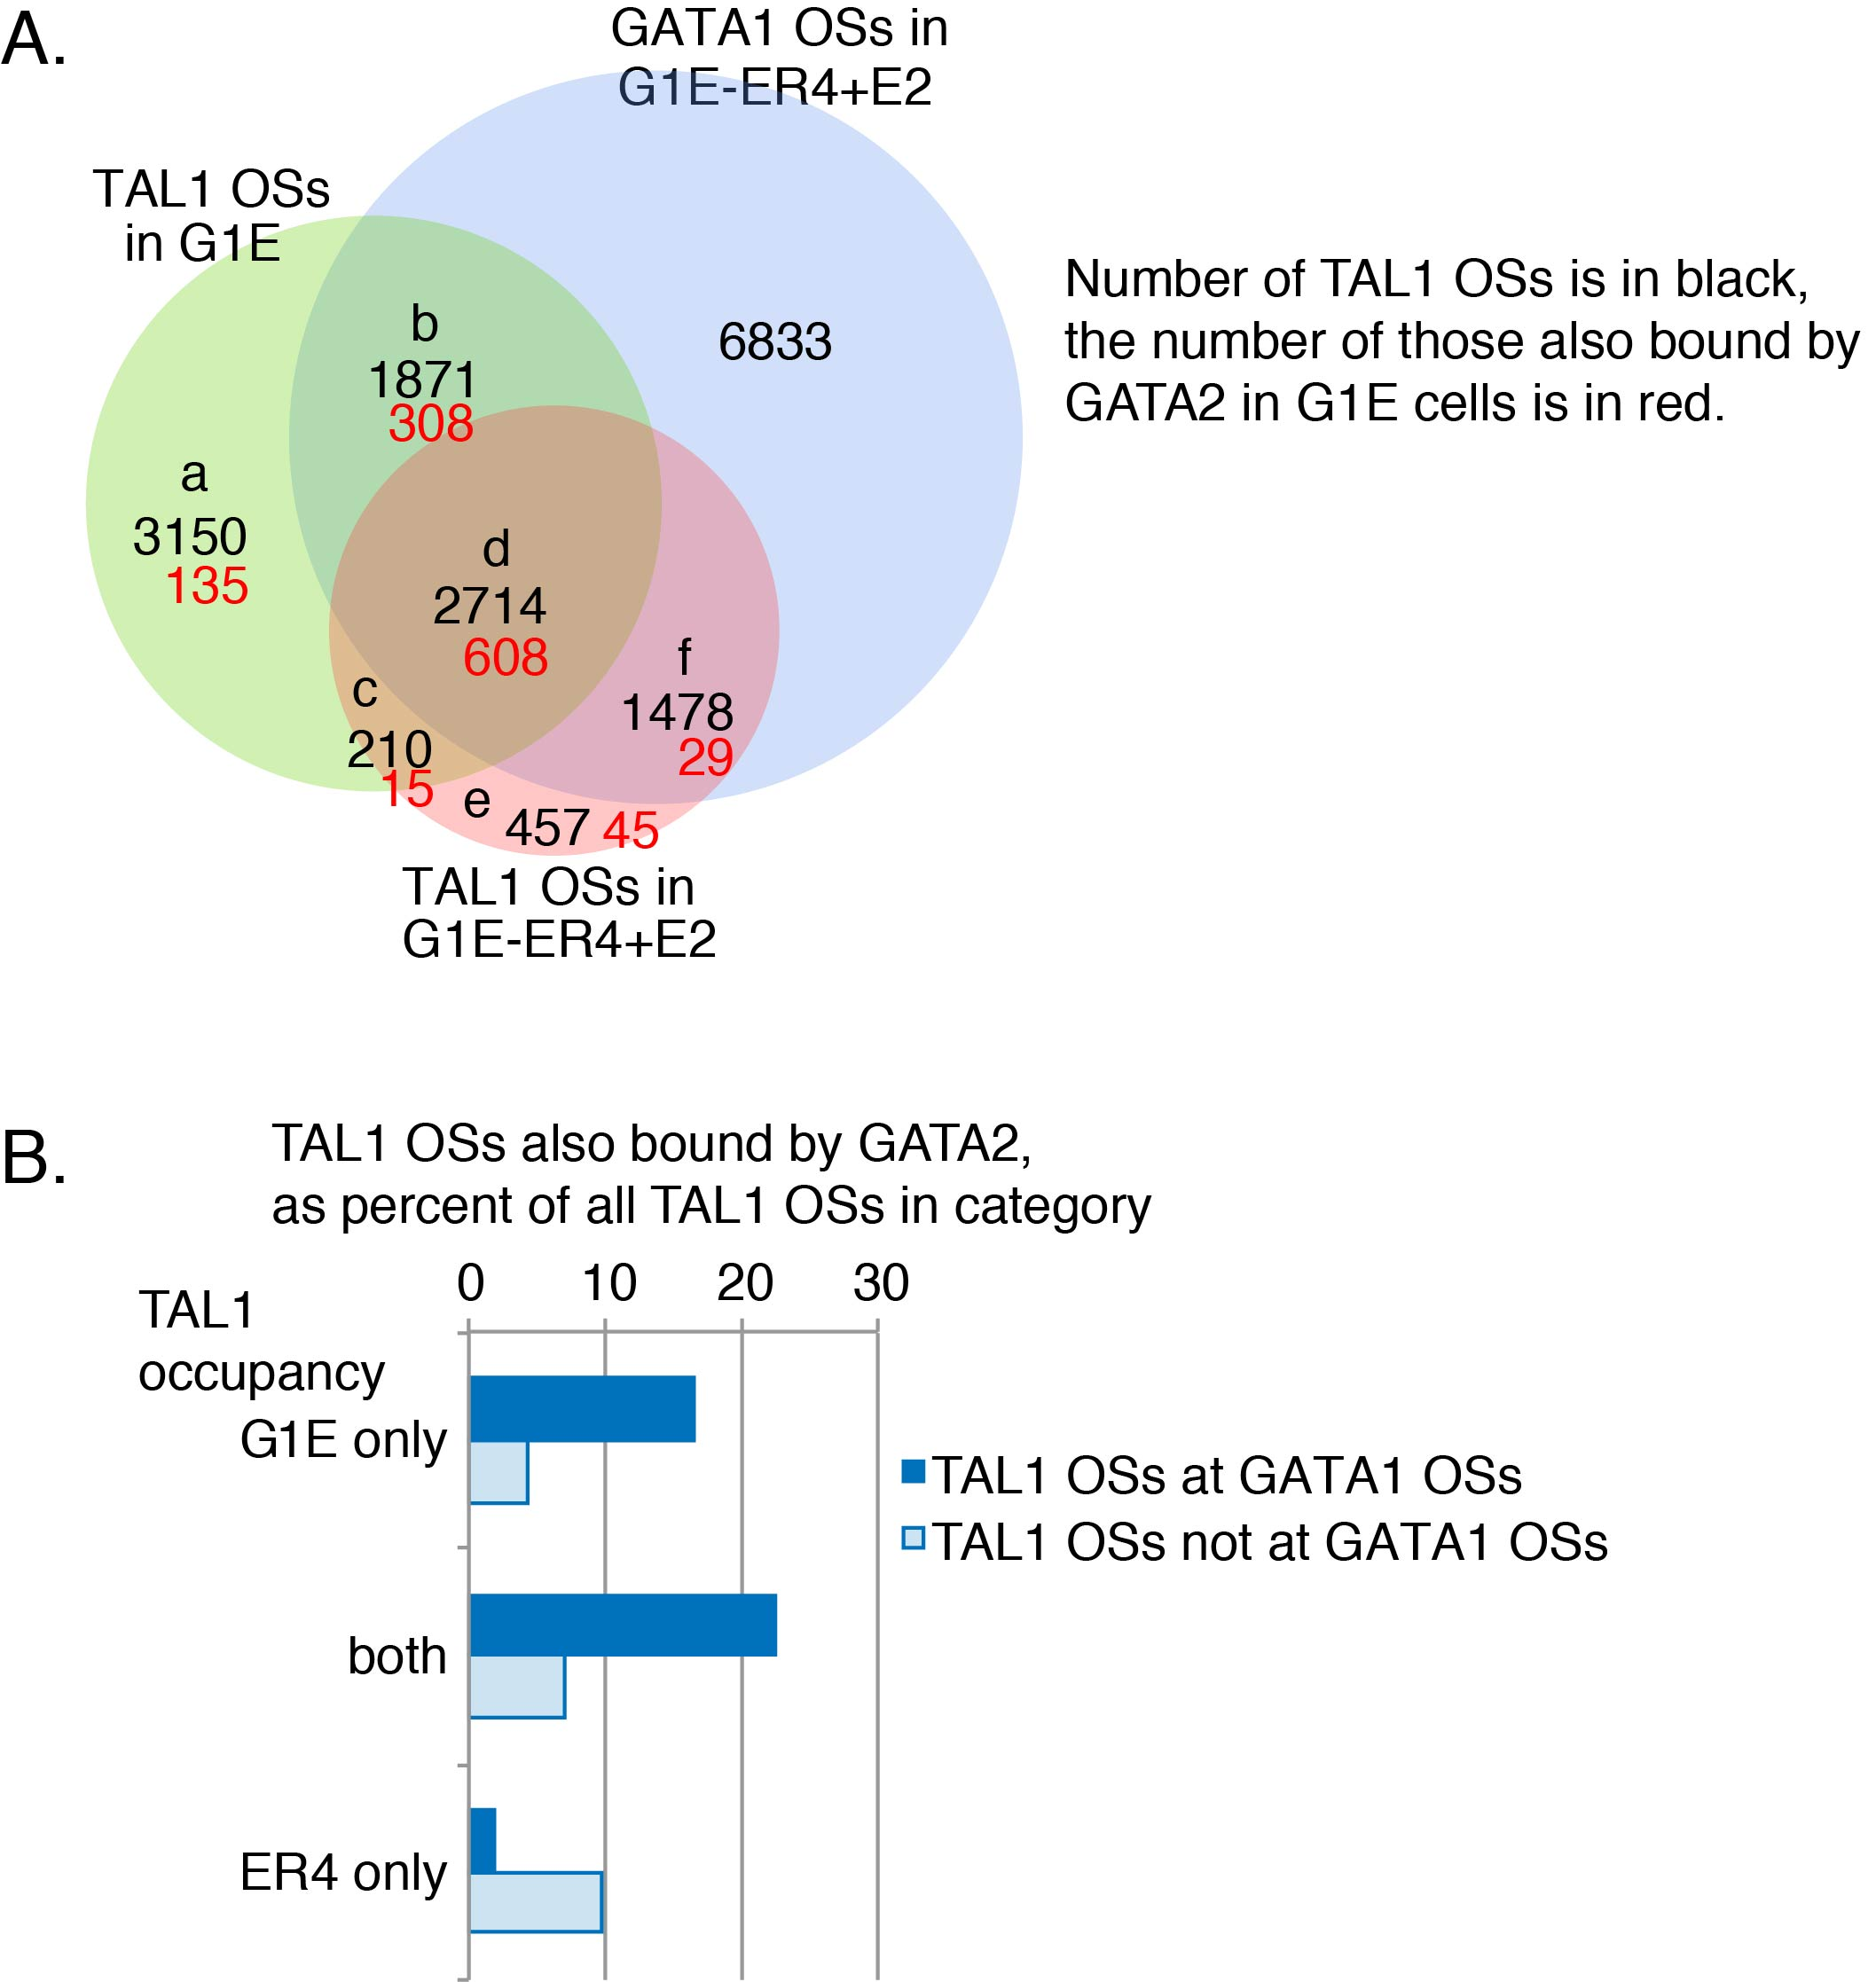 A.
GATA1 OSs in
G1E-ER4+E2
TAL1 OSs
in G1E
Number of TAL1 OSs is in black,
the number of those also bound by
GATA2 in G1E cells is in red.
b
1871
308
6833
a
3150
135
d
2714
608
f
1478
29
c
210
15
e
457 45
TAL1 OSs in
G1E-ER4+E2
B.
TAL1 OSs also bound by GATA2,
as percent of all TAL1 OSs in category
0 10 20 30
TAL1
occupancy
G1E only
TAL1 OSs at GATA1 OSs
TAL1 OSs not at GATA1 OSs
both
ER4 only